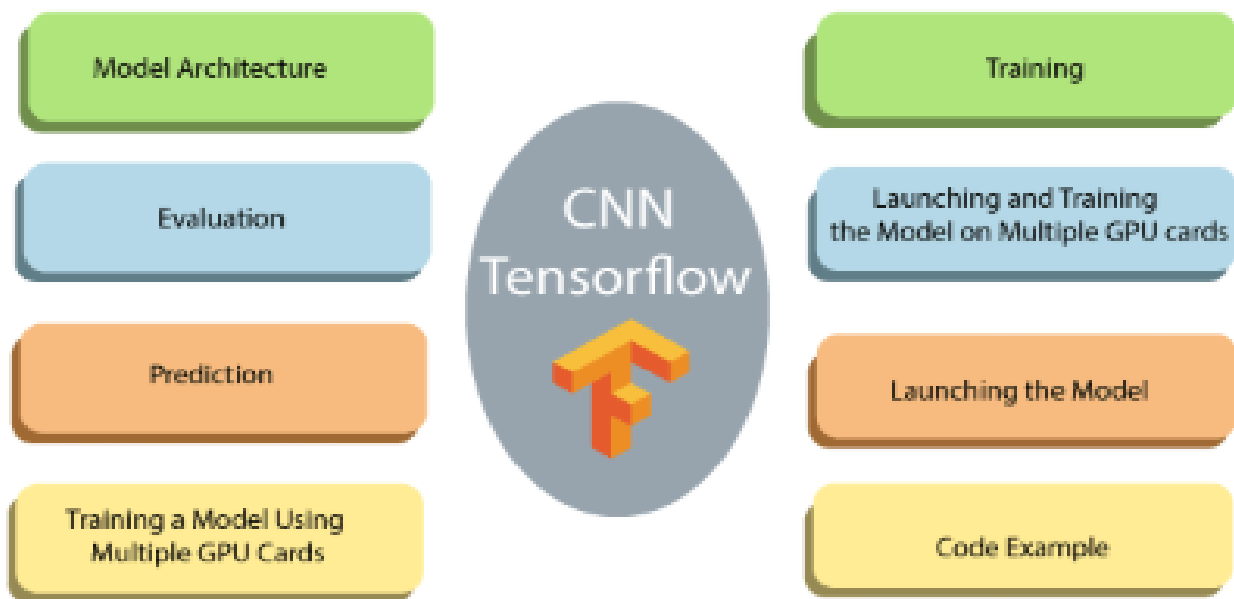 Model Architecture
Evaluation
Prediction
Training a Model Using
Multiple GPU Cards
CNN
Tensorflow
Training
Launching and Training
the Model on Multiple GPU cards
Launching the Model
Code Example